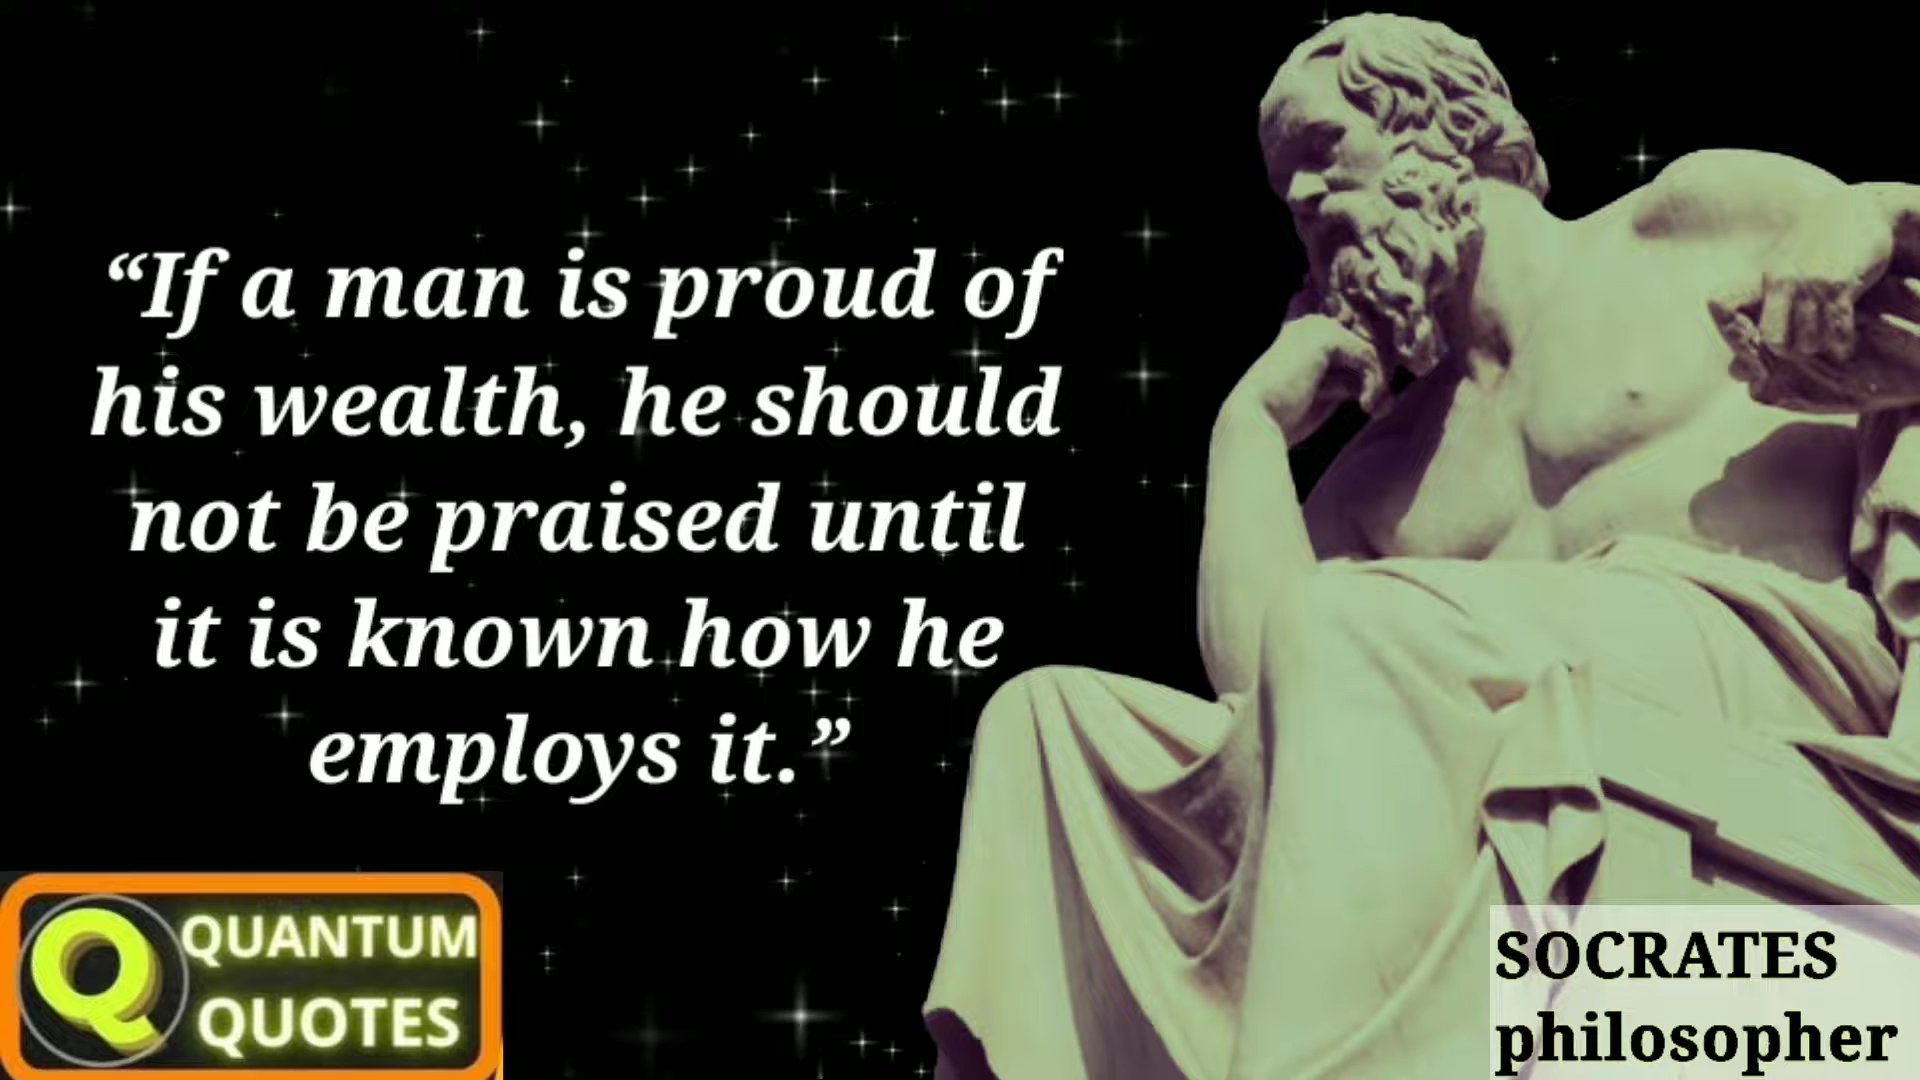 “If a man is proud of
his wealth, he should
not be praised until
it is known how he
employs it.”
Q QUANTUM
QUOTES
SOCRATES
philosopher